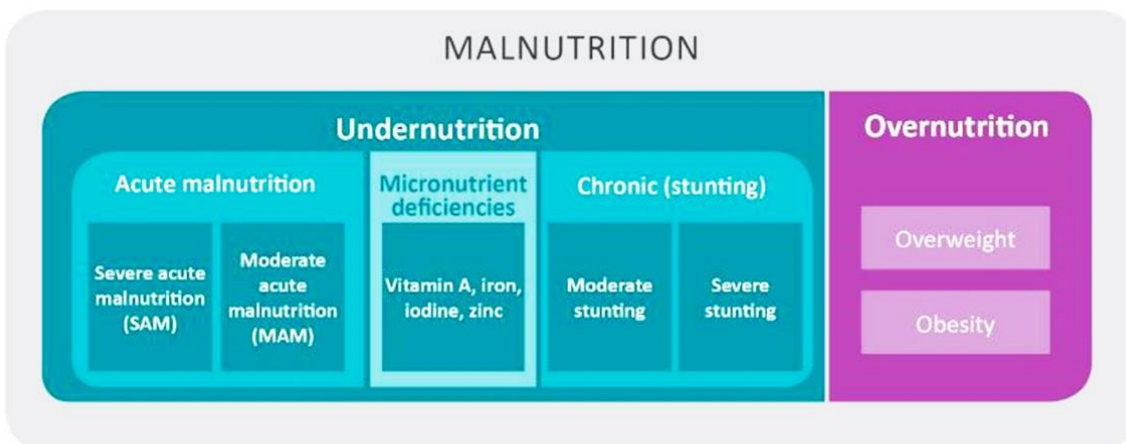 MALNUTRITION
Undernutrition
Acute malnutrition
Severe acute
malnutrition
(SAM)
Moderate
acute
malnutrition
(MAM)
Micronutrient
deficiencies
Vitamin A, iron,
iodine, zinc
Chronic (stunting)
Moderate
stunting
Severe
stunting
Overnutrition
Overweight
Obesity